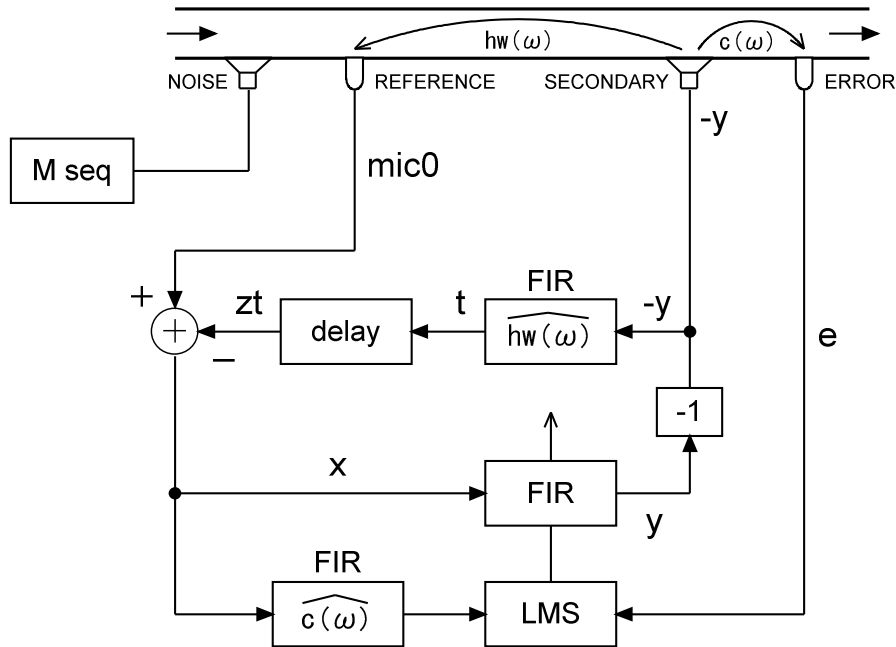 hw(ω)
c(ω)
NOISE
REFERENCE
SECONDARY
ERROR
-y
M seq
mic0
FIR
+
zt
t
-y
delay
hw(ω)
e
+
−
-1
x
FIR
y
FIR
c(ω)
LMS